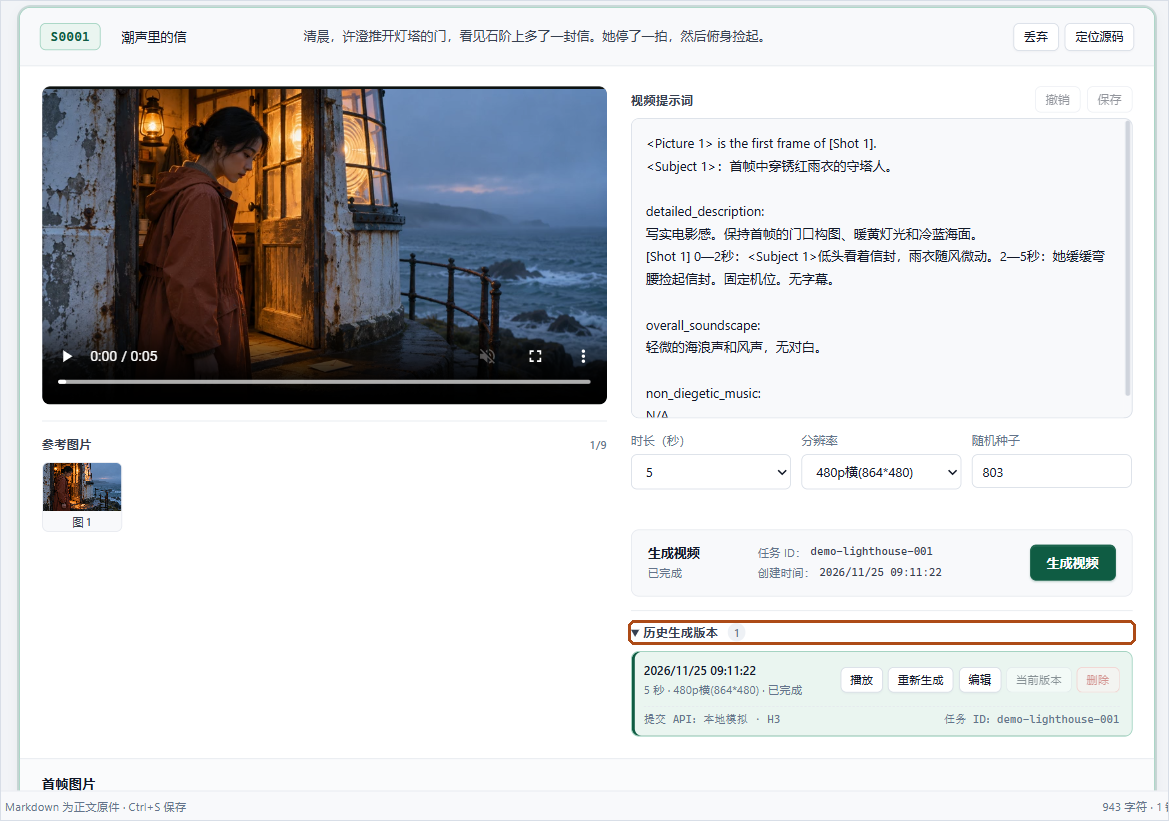 S0001 潮声里的信 清晨，许澄推开灯塔的门，看见石阶上多了一封信。她停了一拍，然后俯身捡起。 丢弃 定位源码
0:00 / 0:05
参考图片 1/9
图 1
视频提示词 撤销 保存
<Picture 1> is the first frame of [Shot 1].
<Subject 1>：首帧中穿锈红雨衣的守塔人。
detailed_description:
写实电影感。保持首帧的门口构图、暖黄灯光和冷蓝海面。
[Shot 1] 0—2秒：<Subject 1>低头看着信封，雨衣随风微动。2—5秒：她缓缓弯
腰捡起信封。固定机位。无字幕。
overall_soundscape:
轻微的海浪声和风声，无对白。
non_diegetic_music:
N/A
时长（秒） 分辨率 随机种子
5 480p横(864*480) 803
生成视频 任务 ID： demo-lighthouse-001
已完成 创建时间： 2026/11/25 09:11:22
生成视频
历史生成版本 1
2026/11/25 09:11:22
5 秒 · 480p横(864*480) · 已完成
播放 重新生成 编辑 当前版本 删除
提交 API: 本地模拟 · H3 任务 ID: demo-lighthouse-001
首帧图片
Markdown 为正文原件 · Ctrl+S 保存 943 字符 · 1